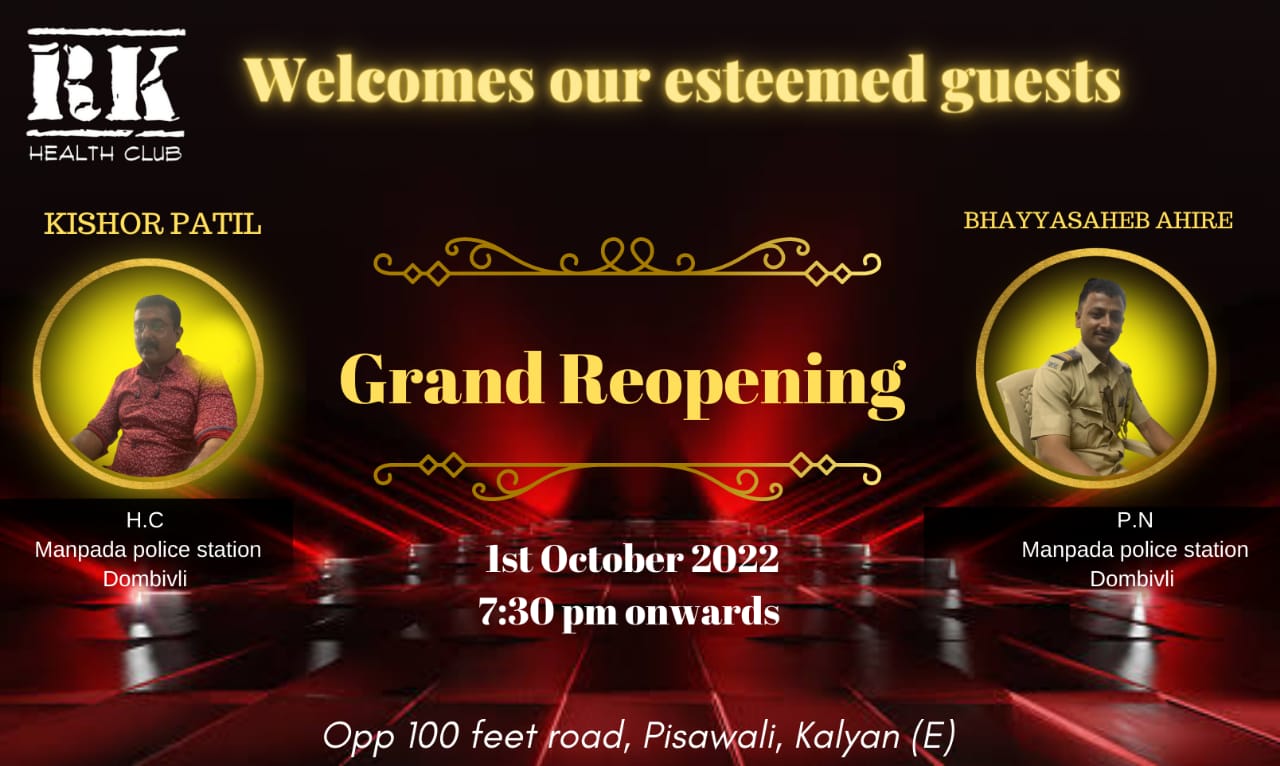 RK
HEALTH CLUB
Welcomes our esteemed guests
KISHOR PATIL
BHAYYASAHEB AHIRE
Grand Reopening
H.C
Manpada police station
Dombivli
P.N
Manpada police station
Dombivli
1st October 2022
7:30 pm onwards
Opp 100 feet road, Pisawali, Kalyan (E)